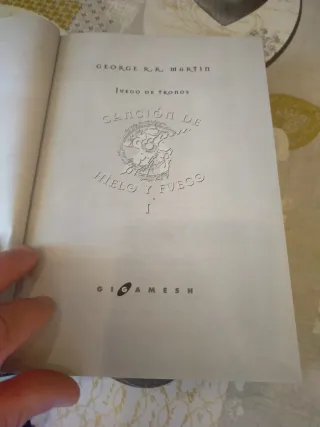 GEORGE R.R. MARTIN
JUEGO DE TRONOS
CANCIÓN DE
HIELO Y FUEGO
I
GIGAMESH